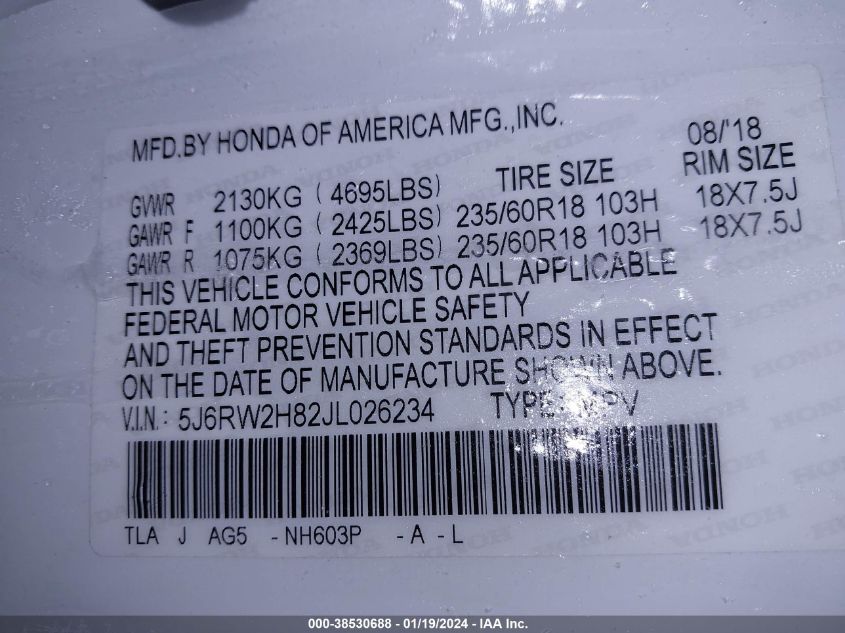 MFD.BY HONDA OF AMERICA MFG.,INC. 08/'18
TIRE SIZE RIM SIZE
GVWR 2130KG ( 4695LBS)
GAWR F 1100KG ( 2425LBS) 235/60R18 103H 18X7.5J
GAWR R 1075KG ( 2369LBS) 235/60R18 103H 18X7.5J
THIS VEHICLE CONFORMS TO ALL APPLICABLE
FEDERAL MOTOR VEHICLE SAFETY
AND THEFT PREVENTION STANDARDS IN EFFECT
ON THE DATE OF MANUFACTURE SHOWN ABOVE.
V.I.N.: 5J6RW2H82JL026234 TYPE: MPV
TLA J AG5 -NH603P -A -L
000-38530688 - 01/19/2024 - IAA Inc.